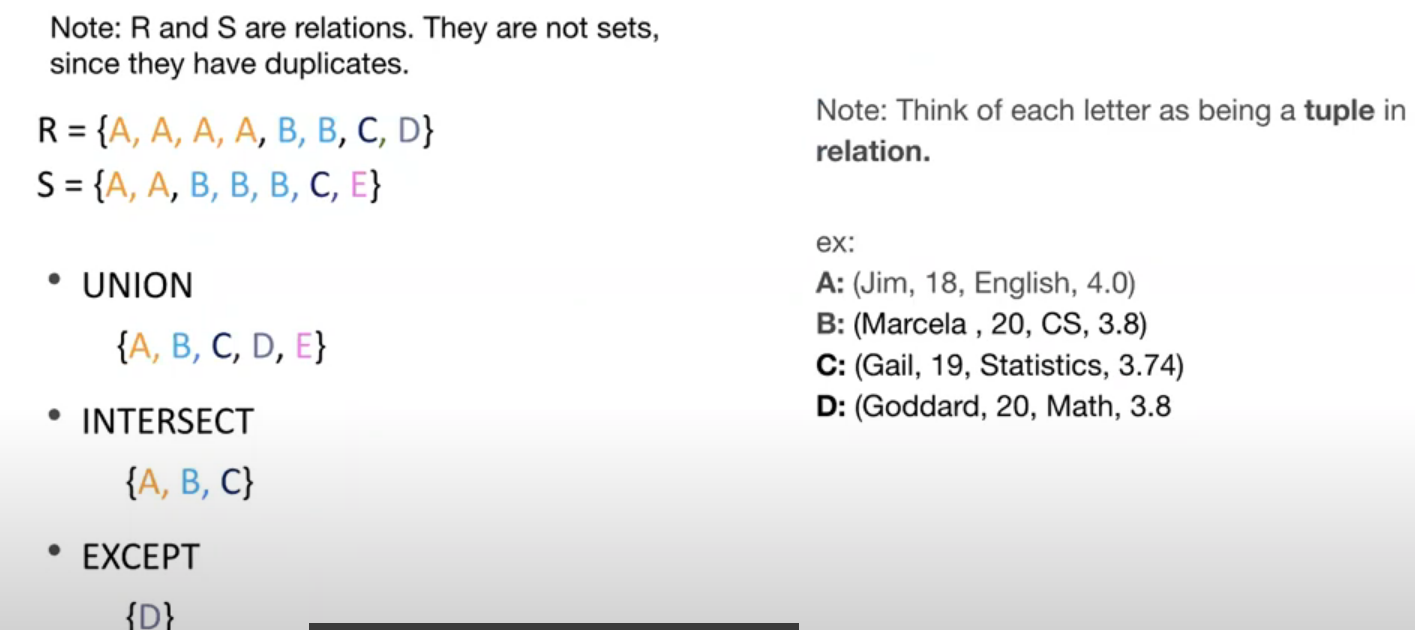 Note: R and S are relations. They are not sets,
since they have duplicates.
R = {A, A, A, A, B, B, C, D}
S = {A, A, B, B, B, C, E}
• UNION
{A, B, C, D, E}
• INTERSECT
{A, B, C}
• EXCEPT
{D}
Note: Think of each letter as being a tuple in
relation.
ex:
A: (Jim, 18, English, 4.0)
B: (Marcela , 20, CS, 3.8)
C: (Gail, 19, Statistics, 3.74)
D: (Goddard, 20, Math, 3.8